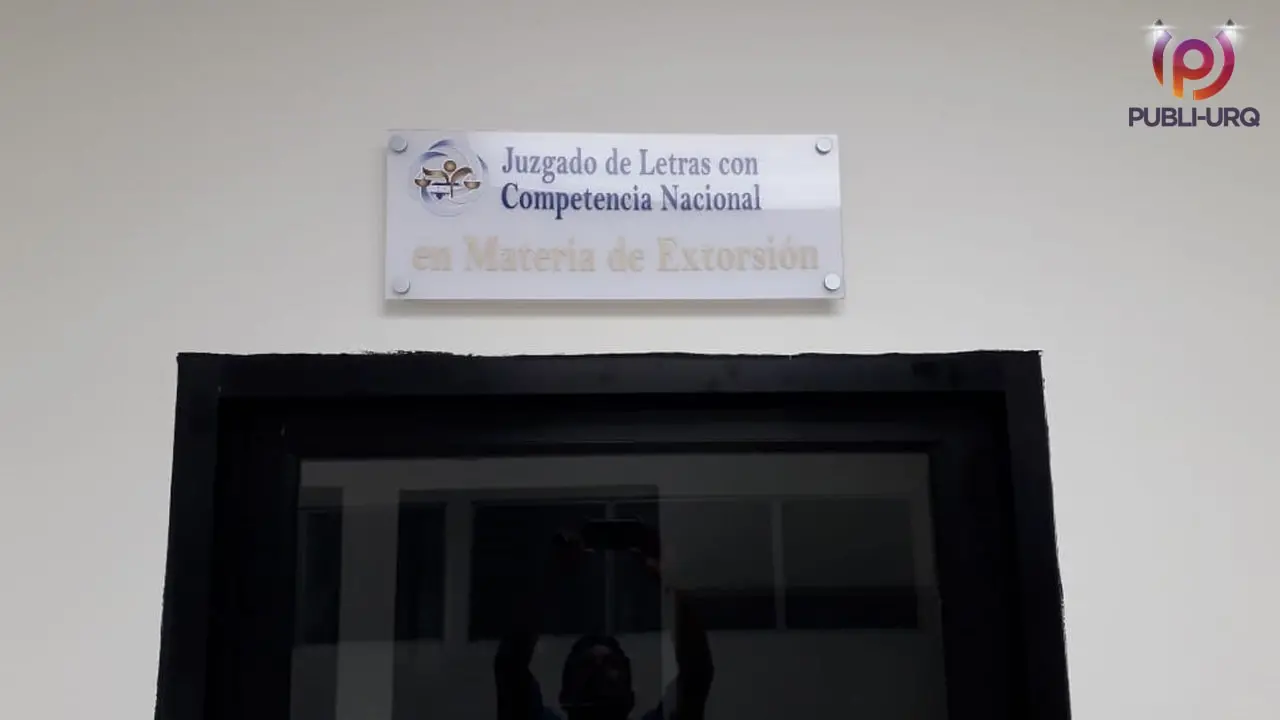 PUBLI-URQ
Juzgado de Letras con
Competencia Nacional
en Materia de Extorsión